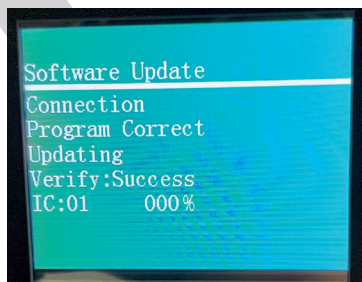 Software Update
Connection
Program Correct
Updating
Verify:Success
IC:01 000%